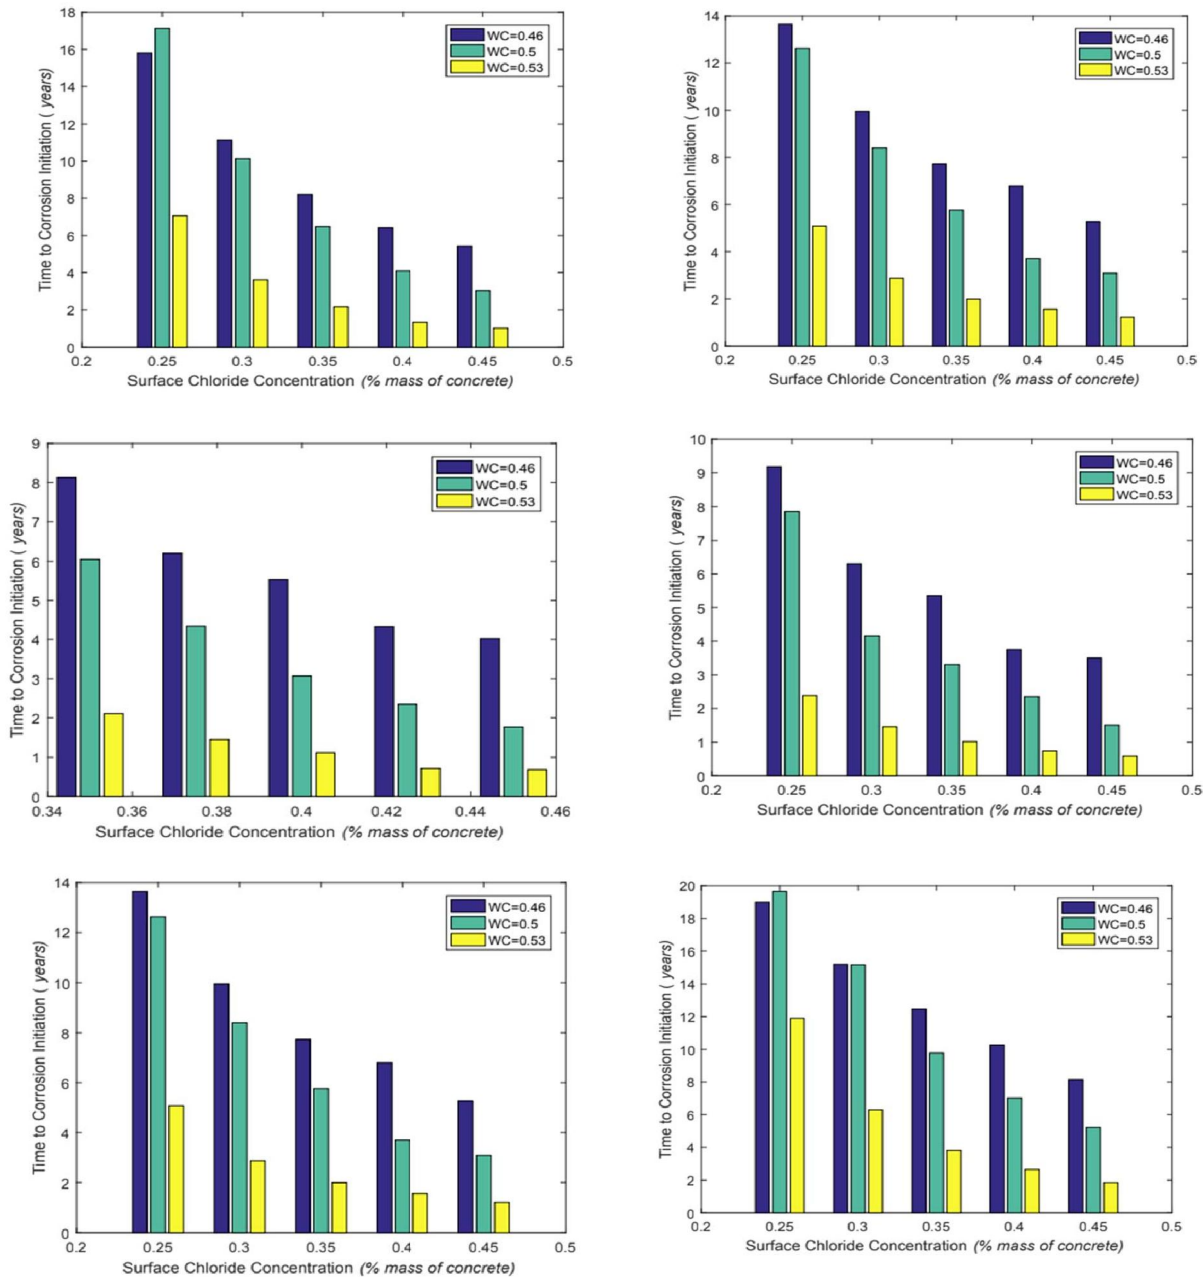 18
16
14
12
10
8
6
4
2
0
Time to Corrosion Initiation ( years)
WC=0.46
WC=0.5
WC=0.53
0.2 0.25 0.3 0.35 0.4 0.45 0.5
Surface Chloride Concentration (% mass of concrete)
14
12
10
8
6
4
2
0
Time to Corrosion Initiation ( years)
WC=0.46
WC=0.5
WC=0.53
0.2 0.25 0.3 0.35 0.4 0.45 0.5
Surface Chloride Concentration (% mass of concrete)
9
8
7
6
5
4
3
2
1
0
Time to Corrosion Initiation ( years)
WC=0.46
WC=0.5
WC=0.53
0.34 0.36 0.38 0.4 0.42 0.44 0.46
Surface Chloride Concentration (% mass of concrete)
10
9
8
7
6
5
4
3
2
1
0
Time to Corrosion Initiation ( years)
WC=0.46
WC=0.5
WC=0.53
0.2 0.25 0.3 0.35 0.4 0.45 0.5
Surface Chloride Concentration (% mass of concrete)
14
12
10
8
6
4
2
0
Time to Corrosion Initiation ( years)
WC=0.46
WC=0.5
WC=0.53
0.2 0.25 0.3 0.35 0.4 0.45 0.5
Surface Chloride Concentration (% mass of concrete)
20
18
16
14
12
10
8
6
4
2
0
Time to Corrosion Initiation ( years)
WC=0.46
WC=0.5
WC=0.53
0.2 0.25 0.3 0.35 0.4 0.45 0.5
Surface Chloride Concentration (% mass of concrete)